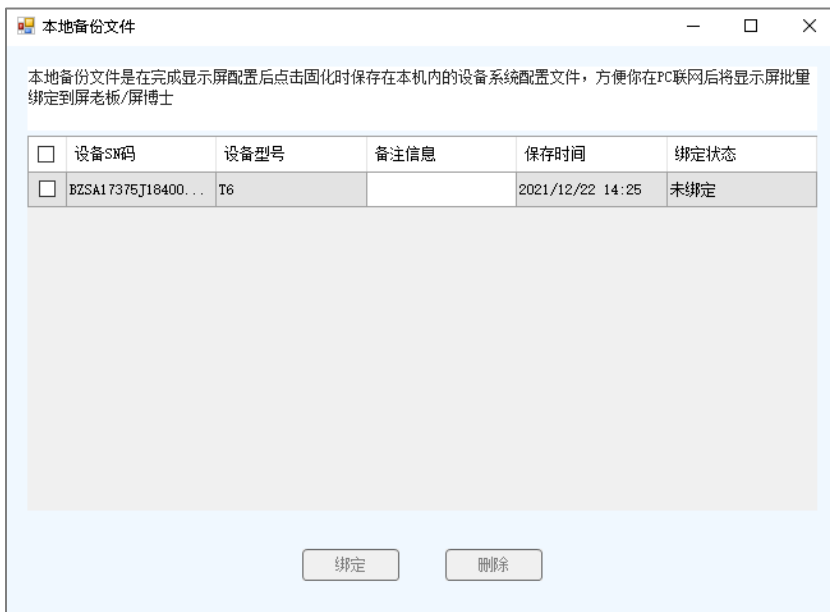 本地备份文件
本地备份文件是在完成显示屏配置后点击固化时保存在本机内的设备系统配置文件，方便你在PC联网后将显示屏批量
绑定到屏老板/屏博士
设备SN码 设备型号 备注信息 保存时间 绑定状态
BZSA17375J18400... T6 2021/12/22 14:25 未绑定
绑定 删除